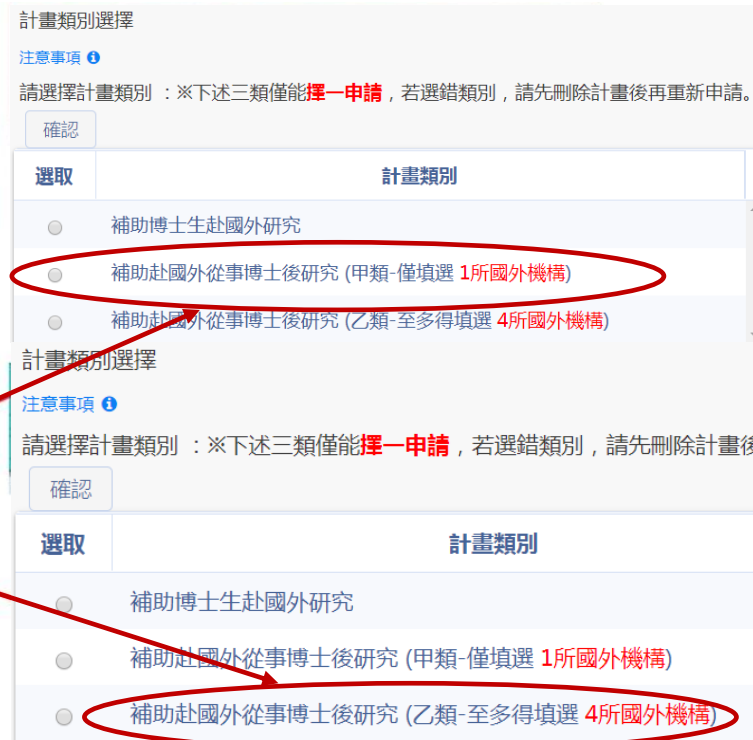 計畫類別選擇
注意事項
請選擇計畫類別 ：※下述三類僅能擇一申請，若選錯類別，請先刪除計畫後再重新申請。
確認
選取 計畫類別
補助博士生赴國外研究
補助赴國外從事博士後研究 (甲類-僅填選 1所國外機構)
補助赴國外從事博士後研究 (乙類-至多得填選 4所國外機構)
計畫類別選擇
注意事項
請選擇計畫類別 ：※下述三類僅能擇一申請，若選錯類別，請先刪除計畫後
確認
選取 計畫類別
補助博士生赴國外研究
補助赴國外從事博士後研究 (甲類-僅填選 1所國外機構)
補助赴國外從事博士後研究 (乙類-至多得填選 4所國外機構)